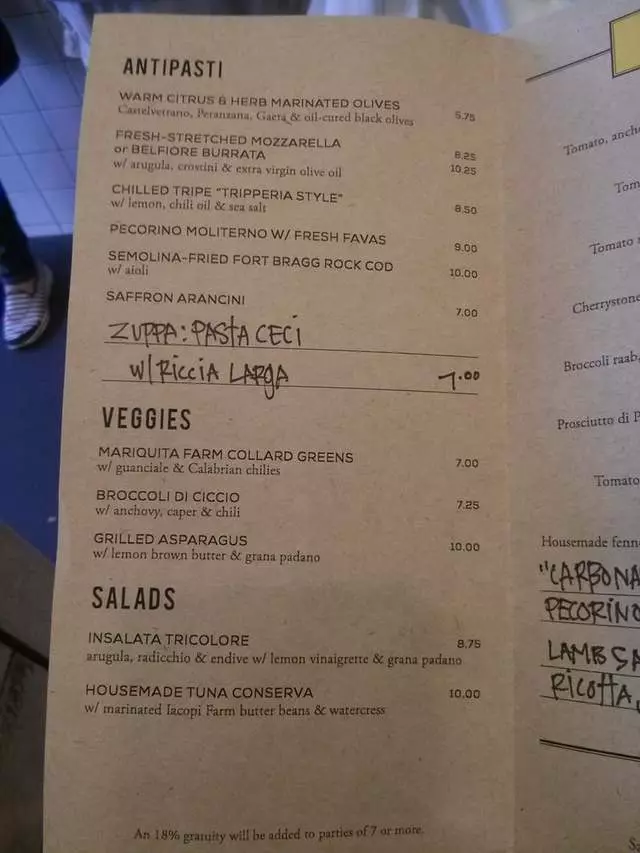 ANTIPASTI
WARM CITRUS & HERB MARINATED OLIVES
Castelvetrano, Peranzana, Gaeta & oil-cured black olives 5.75
FRESH-STRETCHED MOZZARELLA 8.25
or BELFIORE BURRATA 10.25
w/ arugula, crostini & extra virgin olive oil
CHILLED TRIPE "TRIPPERIA STYLE"
w/ lemon, chili oil & sea salt 8.50
PECORINO MOLITERNO W/ FRESH FAVAS 9.00
SEMOLINA-FRIED FORT BRAGG ROCK COD 10.00
w/ aioli
SAFFRON ARANCINI 7.00
ZUPPA: PASTA CECI
w/ RICCIA LARGA 7.00
VEGGIES
MARIQUITA FARM COLLARD GREENS 7.00
w/ guanciale & Calabrian chilies
BROCCOLI DI CICCIO 7.25
w/ anchovy, caper & chili
GRILLED ASPARAGUS 10.00
w/ lemon brown butter & grana padano
SALADS
INSALATA TRICOLORE 8.75
arugula, radicchio & endive w/ lemon vinaigrette & grana padano
HOUSEMADE TUNA CONSERVA 10.00
w/ marinated Iacopi Farm butter beans & watercress
An 18% gratuity will be added to parties of 7 or more.
Tomato,
Tomato
Broccoli raab,
Prosciutto di
Tomato
Housemade
PECORINO
LAMB
RICOTTA,